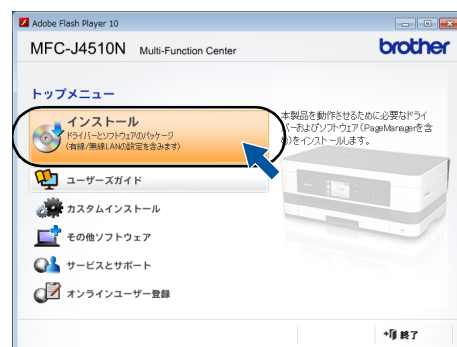 Adobe Flash Player 10
MFC-J4510N Multi-Function Center
brother
トップメニュー
インストール
ドライバーとソフトウェアのパッケージ
(有線/無線LANの設定を含みます)
本製品を動作させるために必要なドライ
バーおよびソフトウェア(PageManagerを含
む)をインストールします。
ユーザーズガイド
カスタムインストール
その他ソフトウェア
サービスとサポート
オンラインユーザー登録
終了